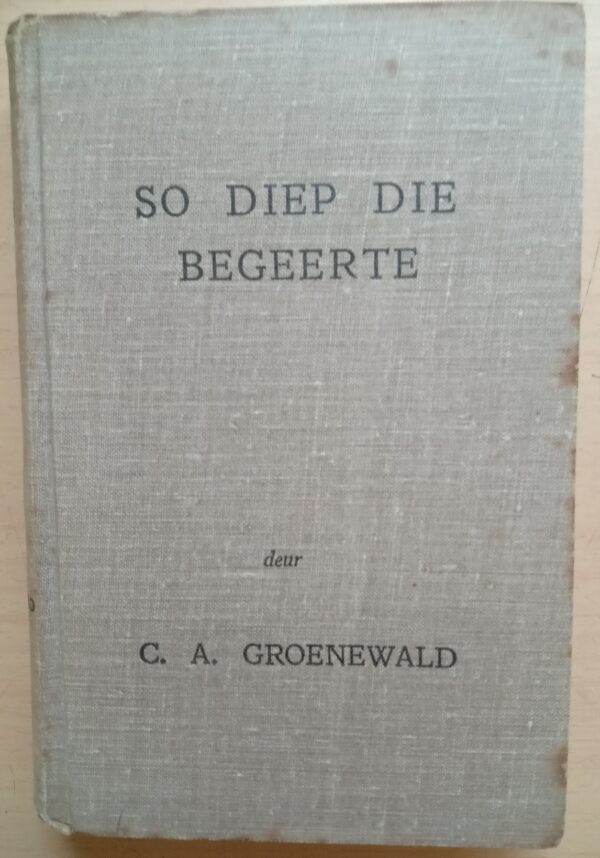 SO DIEP DIE
BEGEERTE
deur
C. A. GROENEWALD